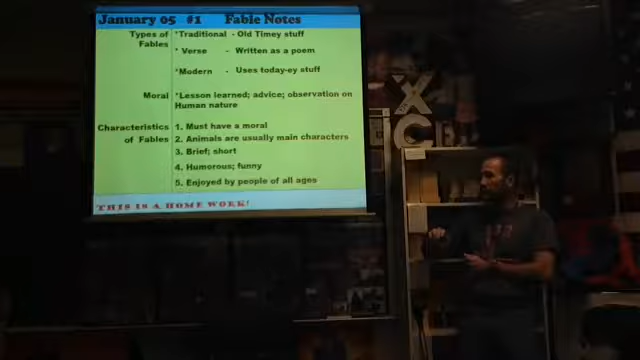 January 05 #1 Fable Notes
Types of Fables
*Traditional - Old Timey stuff
* Verse - Written as a poem
*Modern - Uses today-ey stuff
Moral
*Lesson learned; advice; observation on
Human nature
Characteristics of Fables
1. Must have a moral
2. Animals are usually main characters
3. Brief; short
4. Humorous; funny
5. Enjoyed by people of all ages
THIS IS A HOME WORK!
X